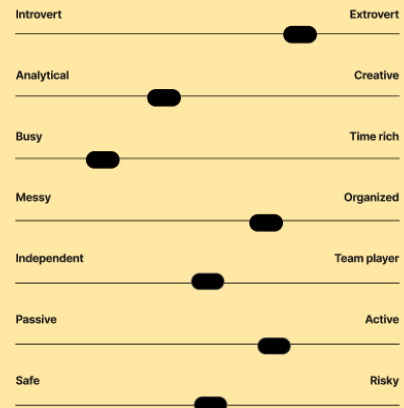 Introvert Extrovert
Analytical Creative
Busy Time rich
Messy Organized
Independent Team player
Passive Active
Safe Risky